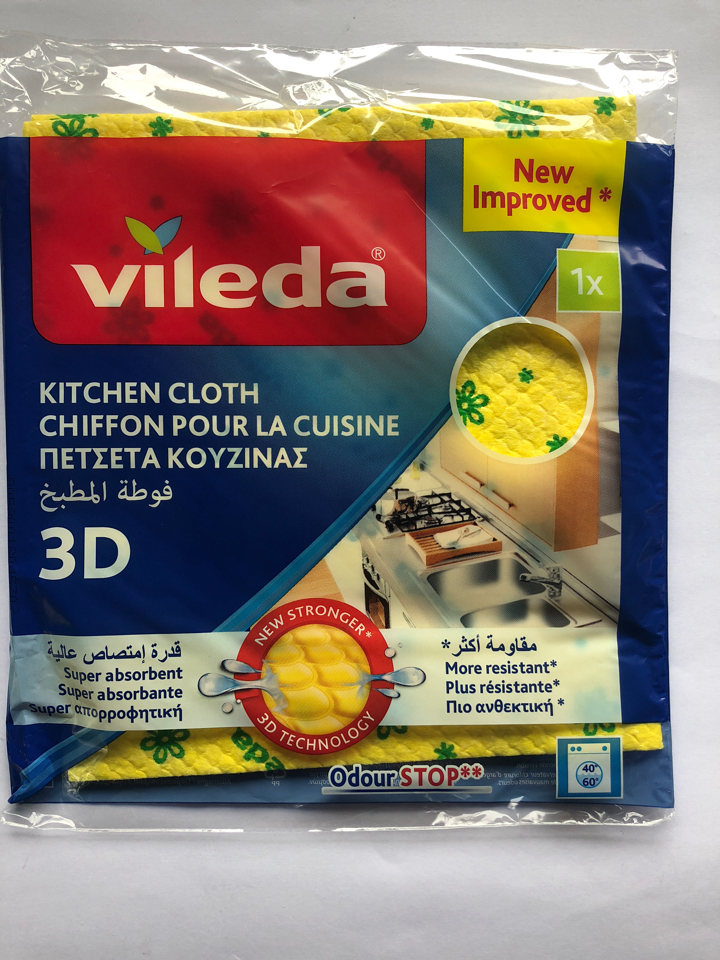 New
Improved *
vileda®
1x
KITCHEN CLOTH
CHIFFON POUR LA CUISINE
ΠΕΤΣΕΤΑ ΚΟΥΖΙΝΑΣ
فوطة المطبخ
3D
NEW STRONGER*
3D TECHNOLOGY
قدرة إمتصاص عالية
Super absorbent
Super absorbante
Super απορροφητική
مقاومة أكثر*
More resistant*
Plus résistante*
Πιο ανθεκτική *
eda
Odour STOP**
40°
60°